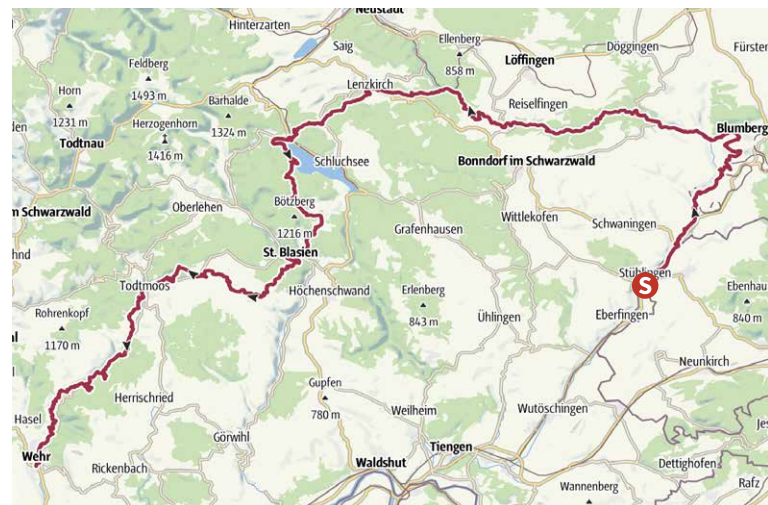 Neustadt
Hinterzarten
Ellenberg
858 m
Döggingen
Saig
Löffingen
Fürsten
Feldberg
1493 m
Horn
1231 m
Lenzkirch
Reiselfingen
Barhalde
1324 m
Herzogenhorn
1416 m
Blumberg
Todtnau
Schluchsee
Bonndorf im Schwarzwald
Bötzberg
1216 m
Oberlehen
m Schwarzwald
Wittlekofen
Schwaningen
Grafenhausen
hnd
St. Blasien
Stühlingen
S
Todtmoos
Höchenschwand
Erlenberg
843 m
Ebenhau
840 m
Rohrenkopf
1170 m
Eberfingen
Ühlingen
hl
Neunkirch
Herrischried
Gupfen
780 m
Weilheim
Wutöschingen
Hasel
Görwihl
Jes
Wehr
Tiengen
Rickenbach
Waldshut
Dettighofen
Wannenberg
Rafz